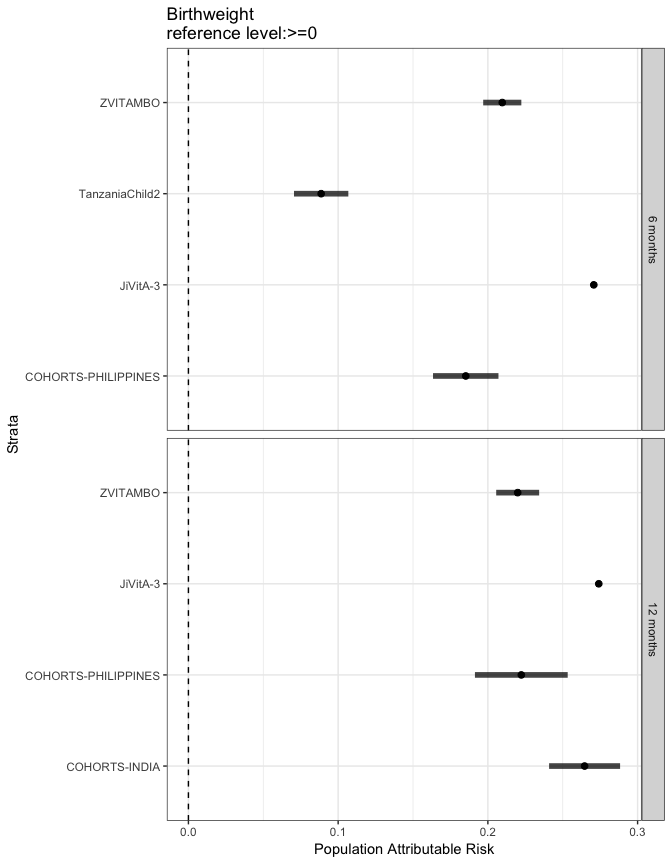 Birthweight
reference level:>=0
Strata
ZVITAMBO
TanzaniaChild2
JiVitA-3
COHORTS-PHILIPPINES
6 months
ZVITAMBO
JiVitA-3
COHORTS-PHILIPPINES
COHORTS-INDIA
12 months
0.0 0.1 0.2 0.3
Population Attributable Risk